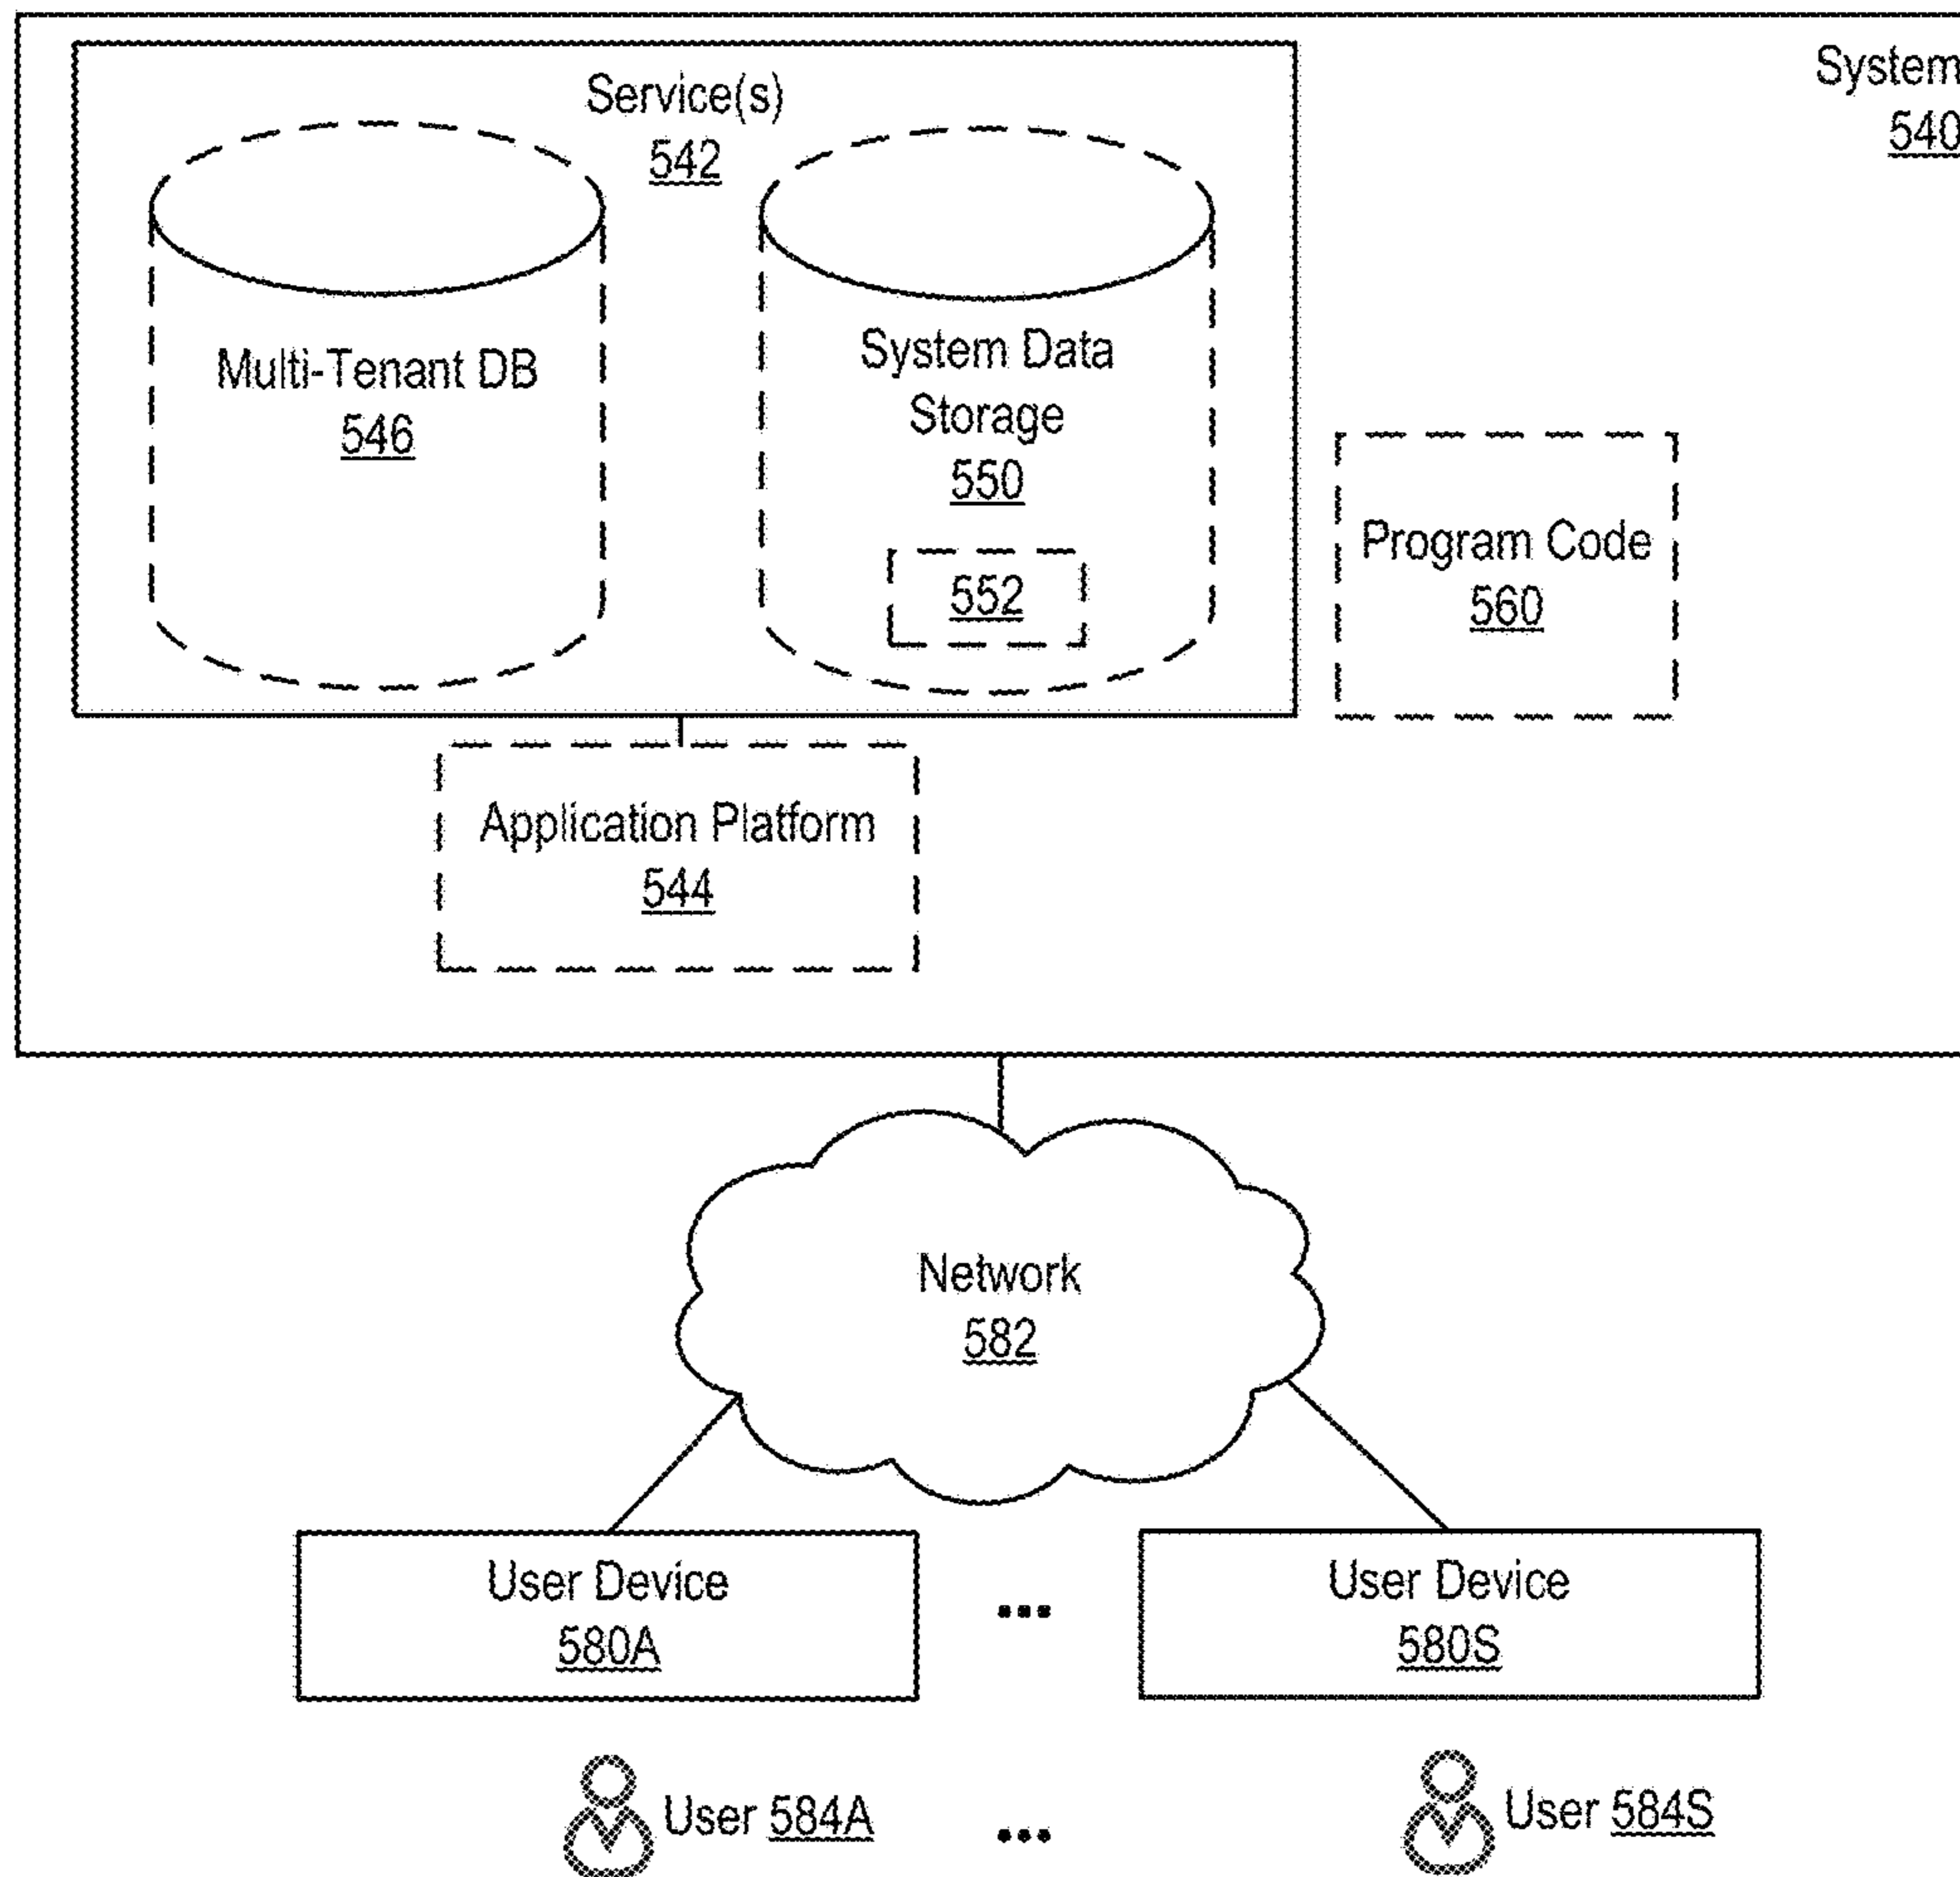 System
540
Service(s)
542
Multi-Tenant DB
546
System Data
Storage
550
552
Program Code
560
Application Platform
544
Network
582
User Device
580A
...
User Device
580S
User 584A
...
User 584S